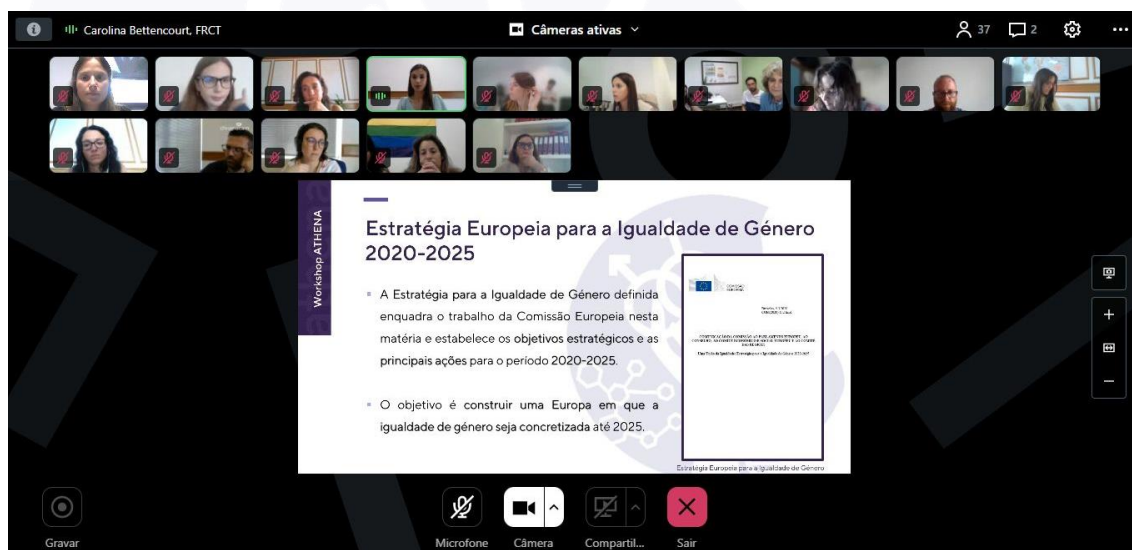 Carolina Bettencourt, FRCT
Câmeras ativas
37
2
Workshop ATHENA
Estratégia Europeia para a Igualdade de Género
2020-2025
A Estratégia para a Igualdade de Género definida
enquadra o trabalho da Comissão Europeia nesta
matéria e estabelece os objetivos estratégicos e as
principais ações para o período 2020-2025.
O objetivo é construir uma Europa em que a
igualdade de género seja concretizada até 2025.
COMISSÃO
EUROPEIA
Estratégia Europeia para a Igualdade de Género
Gravar
Microfone
Câmera
Compartil...
Sair